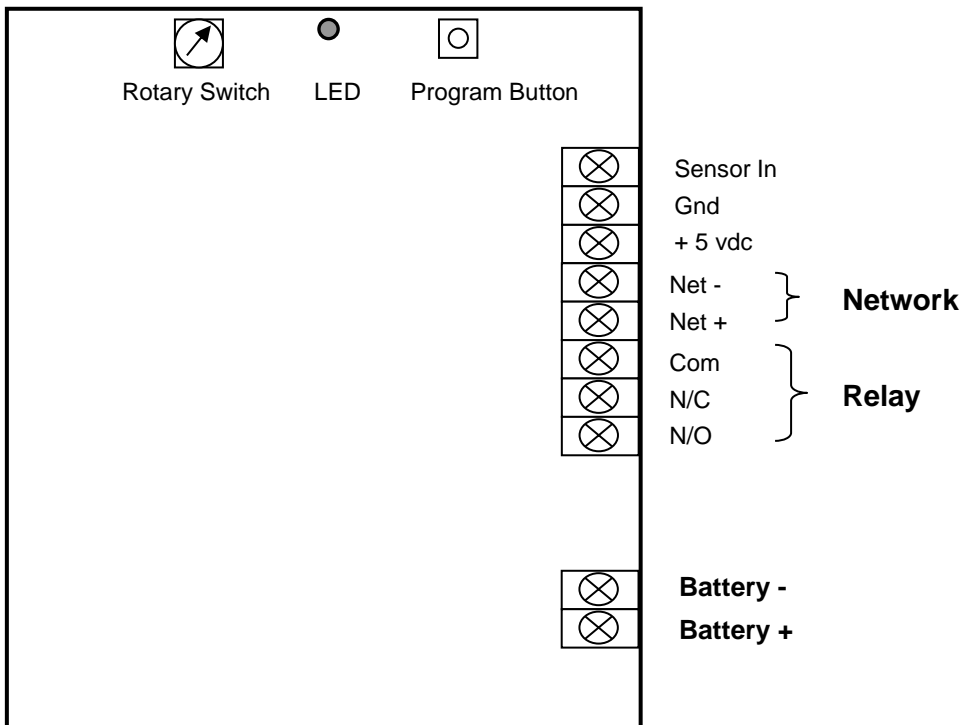 Rotary Switch LED Program Button
Sensor In
Gnd
+ 5 vdc
Net -
Net +
Network
Com
N/C
N/O
Relay
Battery -
Battery +